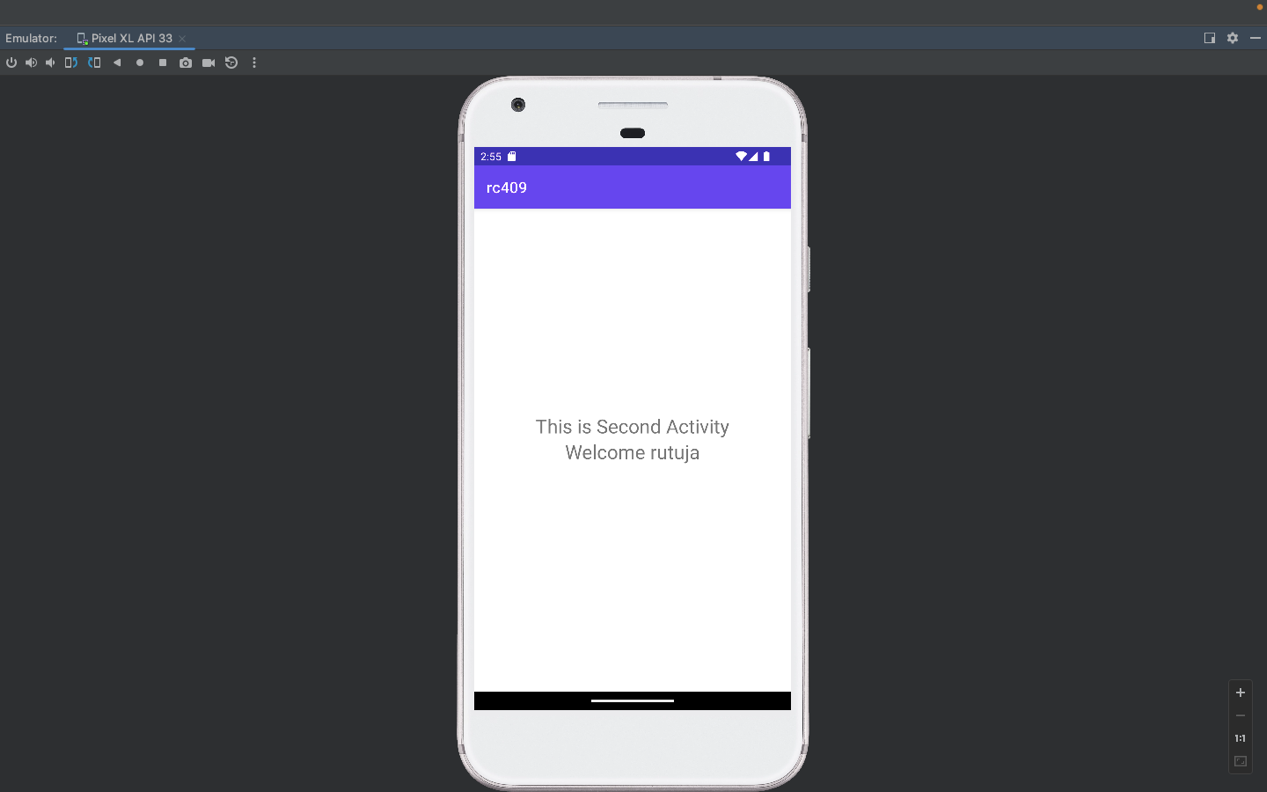 Emulator:
Pixel XL API 33
2:55
rc409
This is Second Activity
Welcome rutuja
1:1